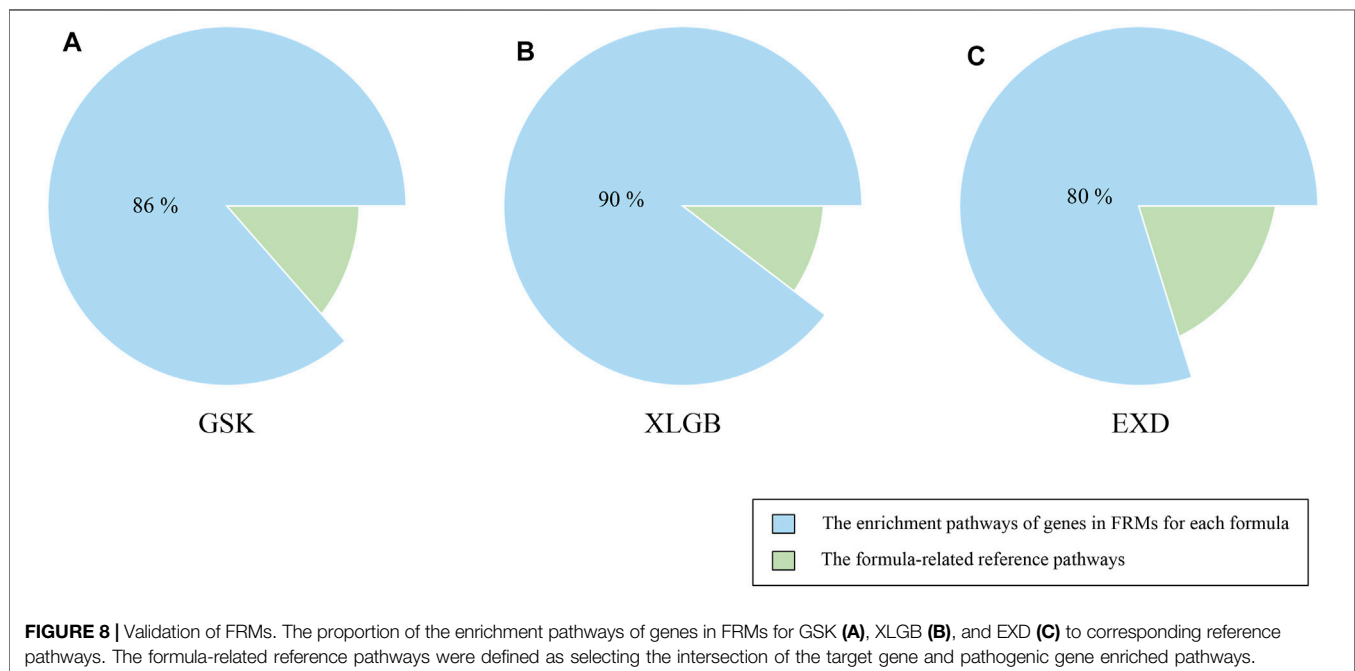 A
B
C
86 %
90 %
80 %
GSK
XLGB
EXD
The enrichment pathways of genes in FRMs for each formula
The formula-related reference pathways
FIGURE 8 | Validation of FRMs. The proportion of the enrichment pathways of genes in FRMs for GSK (A), XLGB (B), and EXD (C) to corresponding reference
pathways. The formula-related reference pathways were defined as selecting the intersection of the target gene and pathogenic gene enriched pathways.